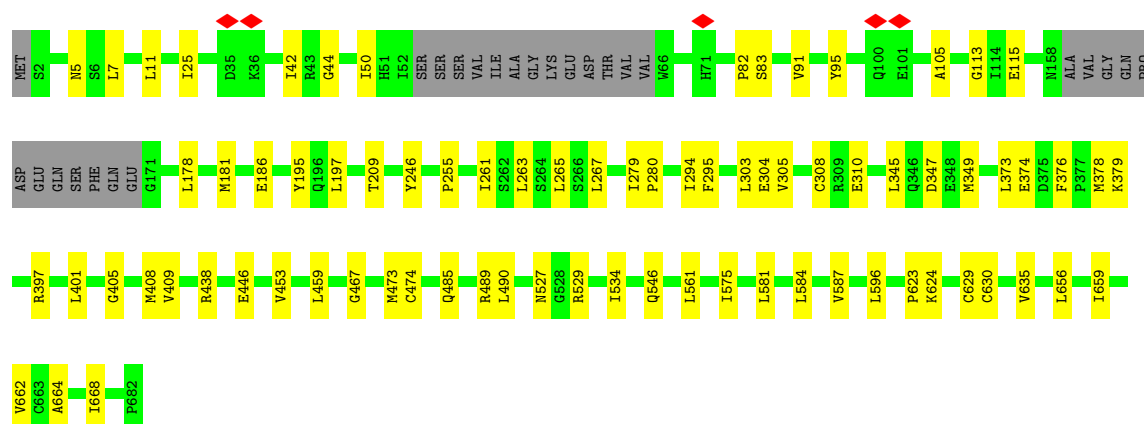 MET S2 N5 S6 L7 L11 I25 D35 K36 I42 R43 G44 I50 H51 I52 SER SER SER VAL ILE ALA GLY LYS GLU ASP THR VAL VAL W66 H71 P82 S83 V91 Y95 Q100 E101 A105 G113 I114 E115 N158 ALA VAL GLY GLN PRO
ASP GLU GLN SER PHE GLN GLU G171 L178 M181 E186 Y195 Q196 L197 T209 Y246 P255 I261 S262 L263 S264 L265 S266 L267 I279 P280 I294 F295 L303 E304 V305 C308 R309 E310 L345 Q346 D347 E348 M349 L373 E374 D375 F376 P377 M378 K379
R397 L401 G405 M408 V409 R438 E446 V453 L459 G467 M473 C474 Q485 R489 L490 N527 G528 R529 I534 Q546 L561 I575 L581 L584 V587 L596 P623 K624 C629 C630 V635 L656 I659
V662 C663 A664 I668 P682